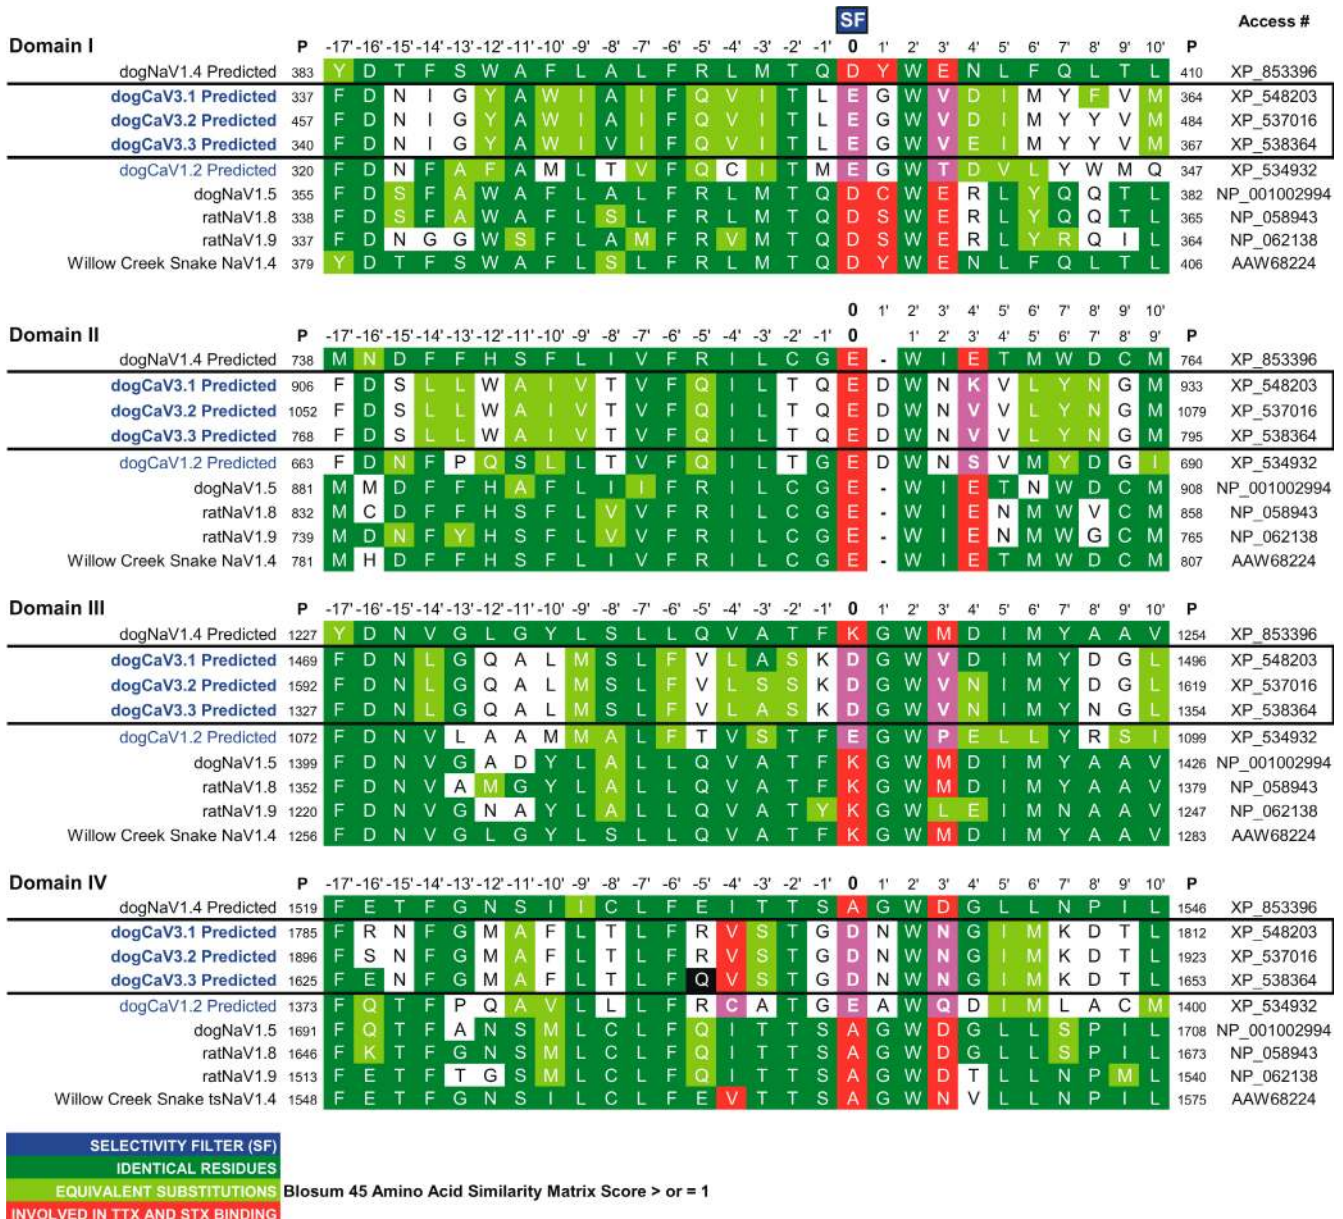 SF
Access #
Domain I P -17' -16' -15' -14' -13' -12' -11' -10' -9' -8' -7' -6' -5' -4' -3' -2' -1' 0 1' 2' 3' 4' 5' 6' 7' 8' 9' 10' P
dogNaV1.4 Predicted 383 Y D T F S W A F L A L F R L M T Q D Y W E N L F Q L T L 410 XP_853396
dogCaV3.1 Predicted 337 F D N I G Y A W I A I F Q V I T L E G W V D I M Y F V M 364 XP_548203
dogCaV3.2 Predicted 457 F D N I G Y A W I A I F Q V I T L E G W V D I M Y Y V M 484 XP_537016
dogCaV3.3 Predicted 340 F D N I G Y A W I V I F Q V I T L E G W V E I M Y Y V M 367 XP_538364
dogCaV1.2 Predicted 320 F D N F A F A M L T V F Q C I T M E G W T D V L Y W M Q 347 XP_534932
dogNaV1.5 355 F D S F A W A F L A L F R L M T Q D C W E R L Y Q Q T L 382 NP_001002994
ratNaV1.8 338 F D S F A W A F L S L F R L M T Q D S W E R L Y Q Q T L 365 NP_058943
ratNaV1.9 337 F D N G G W S F L A M F R V M T Q D S W E R L Y R Q I L 364 NP_062138
Willow Creek Snake NaV1.4 379 Y D T F S W A F L S L F R L M T Q D Y W E N L F Q L T L 406 AAW68224
0 1' 2' 3' 4' 5' 6' 7' 8' 9' 10'
Domain II P -17' -16' -15' -14' -13' -12' -11' -10' -9' -8' -7' -6' -5' -4' -3' -2' -1' 0 1' 2' 3' 4' 5' 6' 7' 8' 9' P
dogNaV1.4 Predicted 738 M N D F F H S F L I V F R I L C G E - W I E T M W D C M 764 XP_853396
dogCaV3.1 Predicted 906 F D S L L W A I V T V F Q I L T Q E D W N K V L Y N G M 933 XP_548203
dogCaV3.2 Predicted 1052 F D S L L W A I V T V F Q I L T Q E D W N V V L Y N G M 1079 XP_537016
dogCaV3.3 Predicted 768 F D S L L W A I V T V F Q I L T Q E D W N V V L Y N G M 795 XP_538364
dogCaV1.2 Predicted 663 F D N F P Q S L L T V F Q I L T G E D W N S V M Y D G I 690 XP_534932
dogNaV1.5 881 M M D F F H A F L I I F R I L C G E - W I E T N W D C M 908 NP_001002994
ratNaV1.8 832 M C D F F H S F L V V F R I L C G E - W I E N M W V C M 858 NP_058943
ratNaV1.9 739 M D N F Y H S F L V V F R I L C G E - W I E N M W G C M 765 NP_062138
Willow Creek Snake NaV1.4 781 M H D F F H S F L I V F R I L C G E - W I E T M W D C M 807 AAW68224
Domain III P -17' -16' -15' -14' -13' -12' -11' -10' -9' -8' -7' -6' -5' -4' -3' -2' -1' 0 1' 2' 3' 4' 5' 6' 7' 8' 9' 10' P
dogNaV1.4 Predicted 1227 Y D N V G L G Y L S L L Q V A T F K G W M D I M Y A A V 1254 XP_853396
dogCaV3.1 Predicted 1469 F D N L G Q A L M S L F V L A S K D G W V D I M Y D G L 1496 XP_548203
dogCaV3.2 Predicted 1592 F D N L G Q A L M S L F V L S S K D G W V N I M Y D G L 1619 XP_537016
dogCaV3.3 Predicted 1327 F D N L G Q A L M S L F V L A S K D G W V N I M Y N G L 1354 XP_538364
dogCaV1.2 Predicted 1072 F D N V L A A M M A L F T V S T F E G W P E L L Y R S I 1099 XP_534932
dogNaV1.5 1399 F D N V G A D Y L A L L Q V A T F K G W M D I M Y A A V 1426 NP_001002994
ratNaV1.8 1352 F D N V A M G Y L A L L Q V A T F K G W M D I M Y A A V 1379 NP_058943
ratNaV1.9 1220 F D N V G N A Y L A L L Q V A T Y K G W L E I M N A A V 1247 NP_062138
Willow Creek Snake NaV1.4 1256 F D N V G L G Y L S L L Q V A T F K G W M D I M Y A A V 1283 AAW68224
Domain IV P -17' -16' -15' -14' -13' -12' -11' -10' -9' -8' -7' -6' -5' -4' -3' -2' -1' 0 1' 2' 3' 4' 5' 6' 7' 8' 9' 10' P
dogNaV1.4 Predicted 1519 F E T F G N S I I C L F E I T T S A G W D G L L N P I L 1546 XP_853396
dogCaV3.1 Predicted 1785 F R N F G M A F L T L F R V S T G D N W N G I M K D T L 1812 XP_548203
dogCaV3.2 Predicted 1896 F S N F G M A F L T L F R V S T G D N W N G I M K D T L 1923 XP_537016
dogCaV3.3 Predicted 1625 F E N F G M A F L T L F Q V S T G D N W N G I M K D T L 1653 XP_538364
dogCaV1.2 Predicted 1373 F Q T F P Q A V L L L F R C A T G E A W Q D I M L A C M 1400 XP_534932
dogNaV1.5 1691 F Q T F A N S M L C L F Q I T T S A G W D G L L S P I L 1708 NP_001002994
ratNaV1.8 1646 F K T F G N S M L C L F Q I T T S A G W D G L L S P I L 1673 NP_058943
ratNaV1.9 1513 F E T F T G S M L C L F Q I T T S A G W D T L L N P M L 1540 NP_062138
Willow Creek Snake tsNaV1.4 1548 F E T F G N S I L C L F E V T T S A G W N V L L N P I L 1575 AAW68224
SELECTIVITY FILTER (SF)
IDENTICAL RESIDUES
EQUIVALENT SUBSTITUTIONS Blosum 45 Amino Acid Similarity Matrix Score > or = 1
INVOLVED IN TTX AND STX BINDING